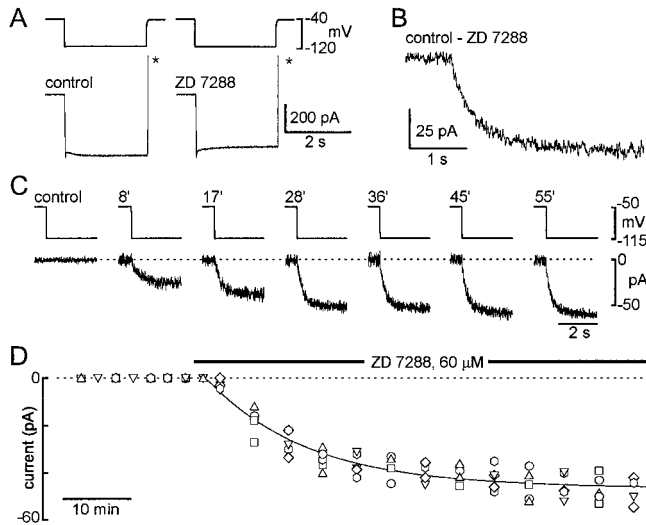 A
-40
mV
-120
control
*
ZD 7288
*
200 pA
2 s
B
control - ZD 7288
25 pA
1 s
C
control 8' 17' 28' 36' 45' 55'
-50
mV
-115
0
pA
-50
2 s
D
ZD 7288, 60 µM
0
current (pA)
-60
10 min